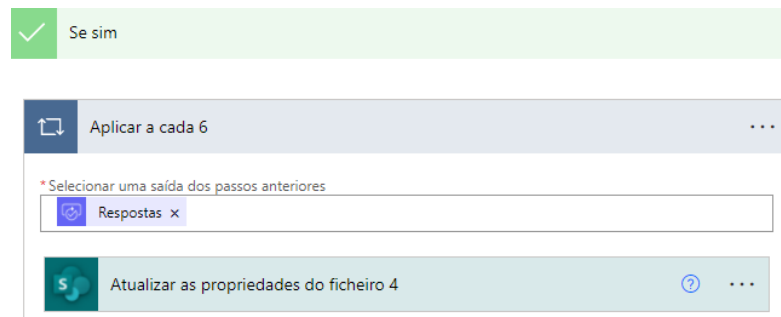 Se sim
Aplicar a cada 6
* Selecionar uma saída dos passos anteriores
Respostas ×
Atualizar as propriedades do ficheiro 4